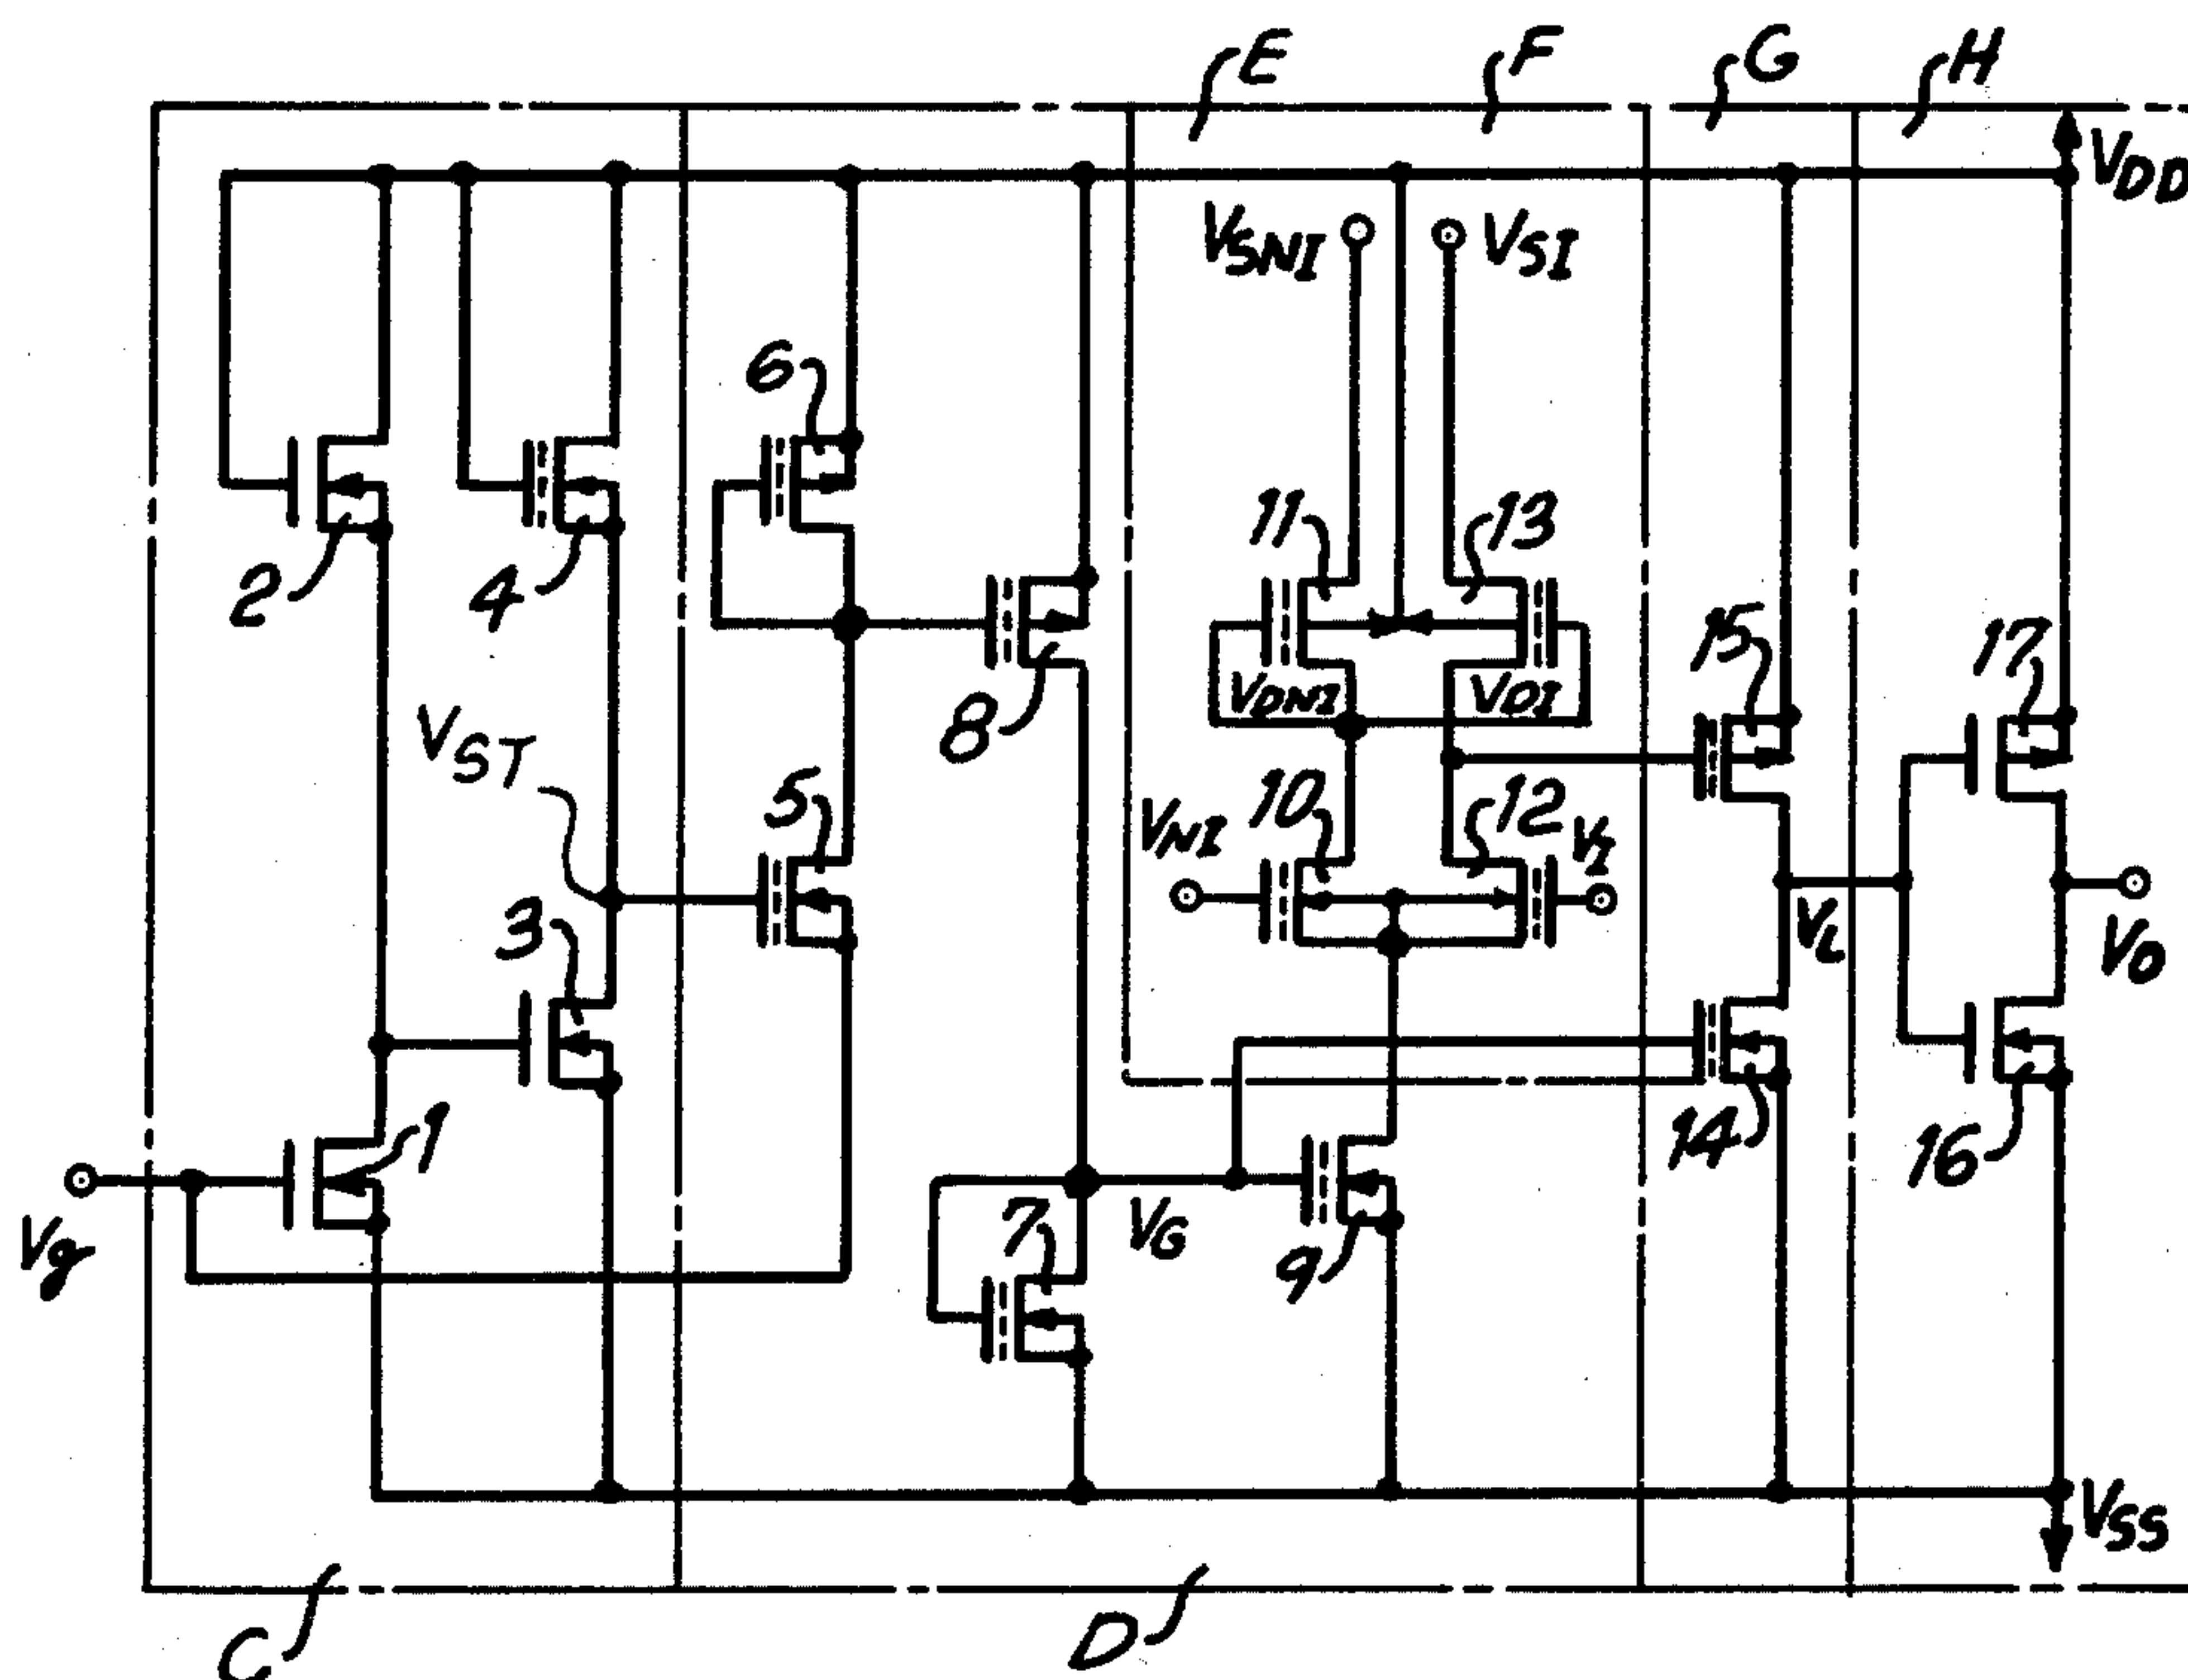 E F G H
VDD
VSNI VSI
6
11 13
2 4
15 17
VDNI VDI
8
VST
5 10 12
VNI VI
3
VL VO
1
14 16
Vg
7 VG 9
VSS
C D